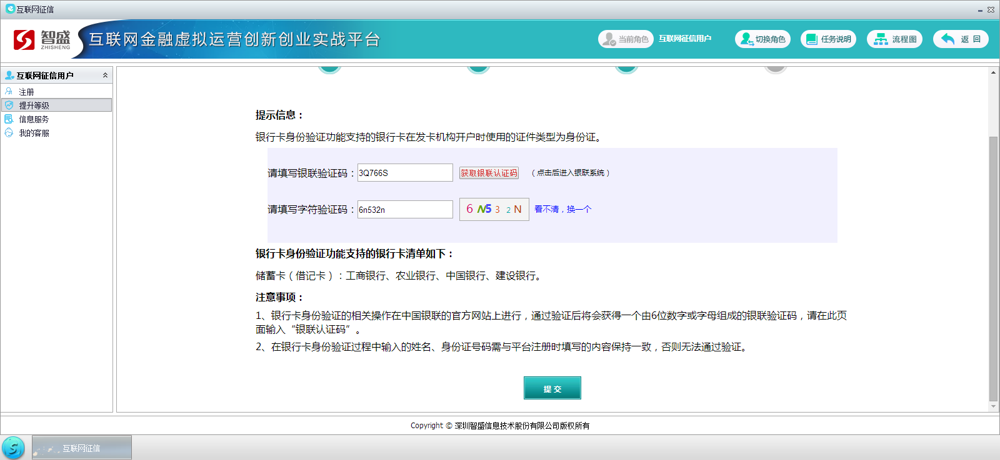 互联网征信
智盛
ZHISHENG
互联网金融虚拟运营创新创业实战平台
当前角色
互联网征信用户
切换角色
任务说明
流程图
返 回
互联网征信用户
注册
提升等级
信息服务
我的客服
提示信息：
银行卡身份验证功能支持的银行卡在发卡机构开户时使用的证件类型为身份证。
请填写银联验证码：3Q766S 获取银联认证码 （点击后进入银联系统）
请填写字符验证码：6n532n 6 N 5 3 2 N 看不清，换一个
银行卡身份验证功能支持的银行卡清单如下：
储蓄卡（借记卡）：工商银行、农业银行、中国银行、建设银行。
注意事项：
1、银行卡身份验证的相关操作在中国银联的官方网站上进行，通过验证后将会获得一个由6位数字或字母组成的银联验证码，请在此页
面输入“银联认证码”。
2、在银行卡身份验证过程中输入的姓名、身份证号码需与平台注册时填写的内容保持一致，否则无法通过验证。
提 交
Copyright © 深圳智盛信息技术股份有限公司版权所有
互联网征信